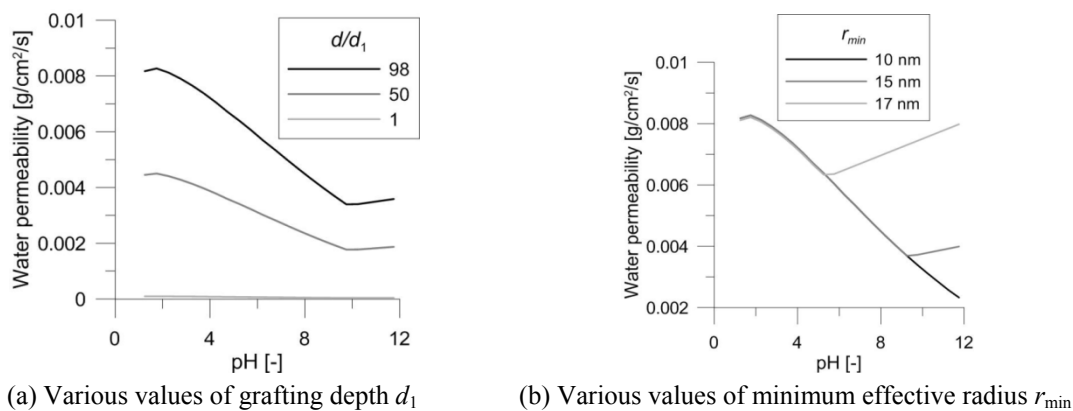 0.01
0.008
0.006
0.004
0.002
0
Water permeability [g/cm²/s]
d/d₁
98
50
1
0 4 8 12
pH [-]
(a) Various values of grafting depth d₁
r_min
10 nm
15 nm
17 nm
0.01
0.008
0.006
0.004
0.002
Water permeability [g/cm²/s]
0 4 8 12
pH [-]
(b) Various values of minimum effective radius r_min